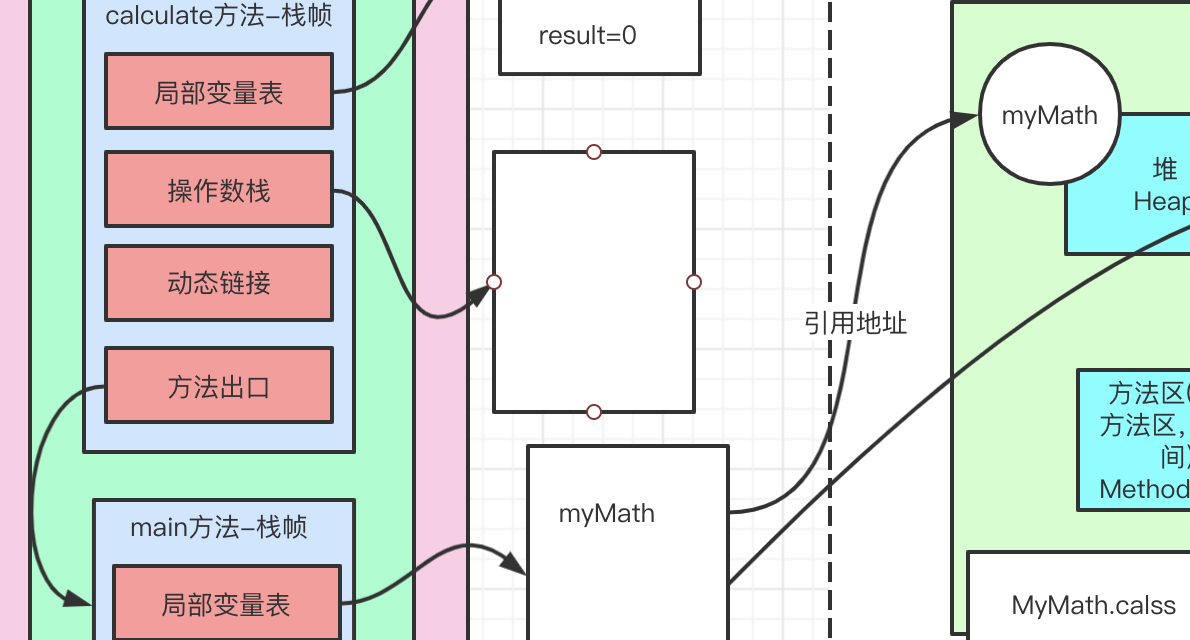 calculate方法-栈帧
局部变量表
操作数栈
动态链接
方法出口
main方法-栈帧
局部变量表
result=0
myMath
引用地址
myMath
堆
Heap
方法区(
方法区，
间)
Method
MyMath.calss